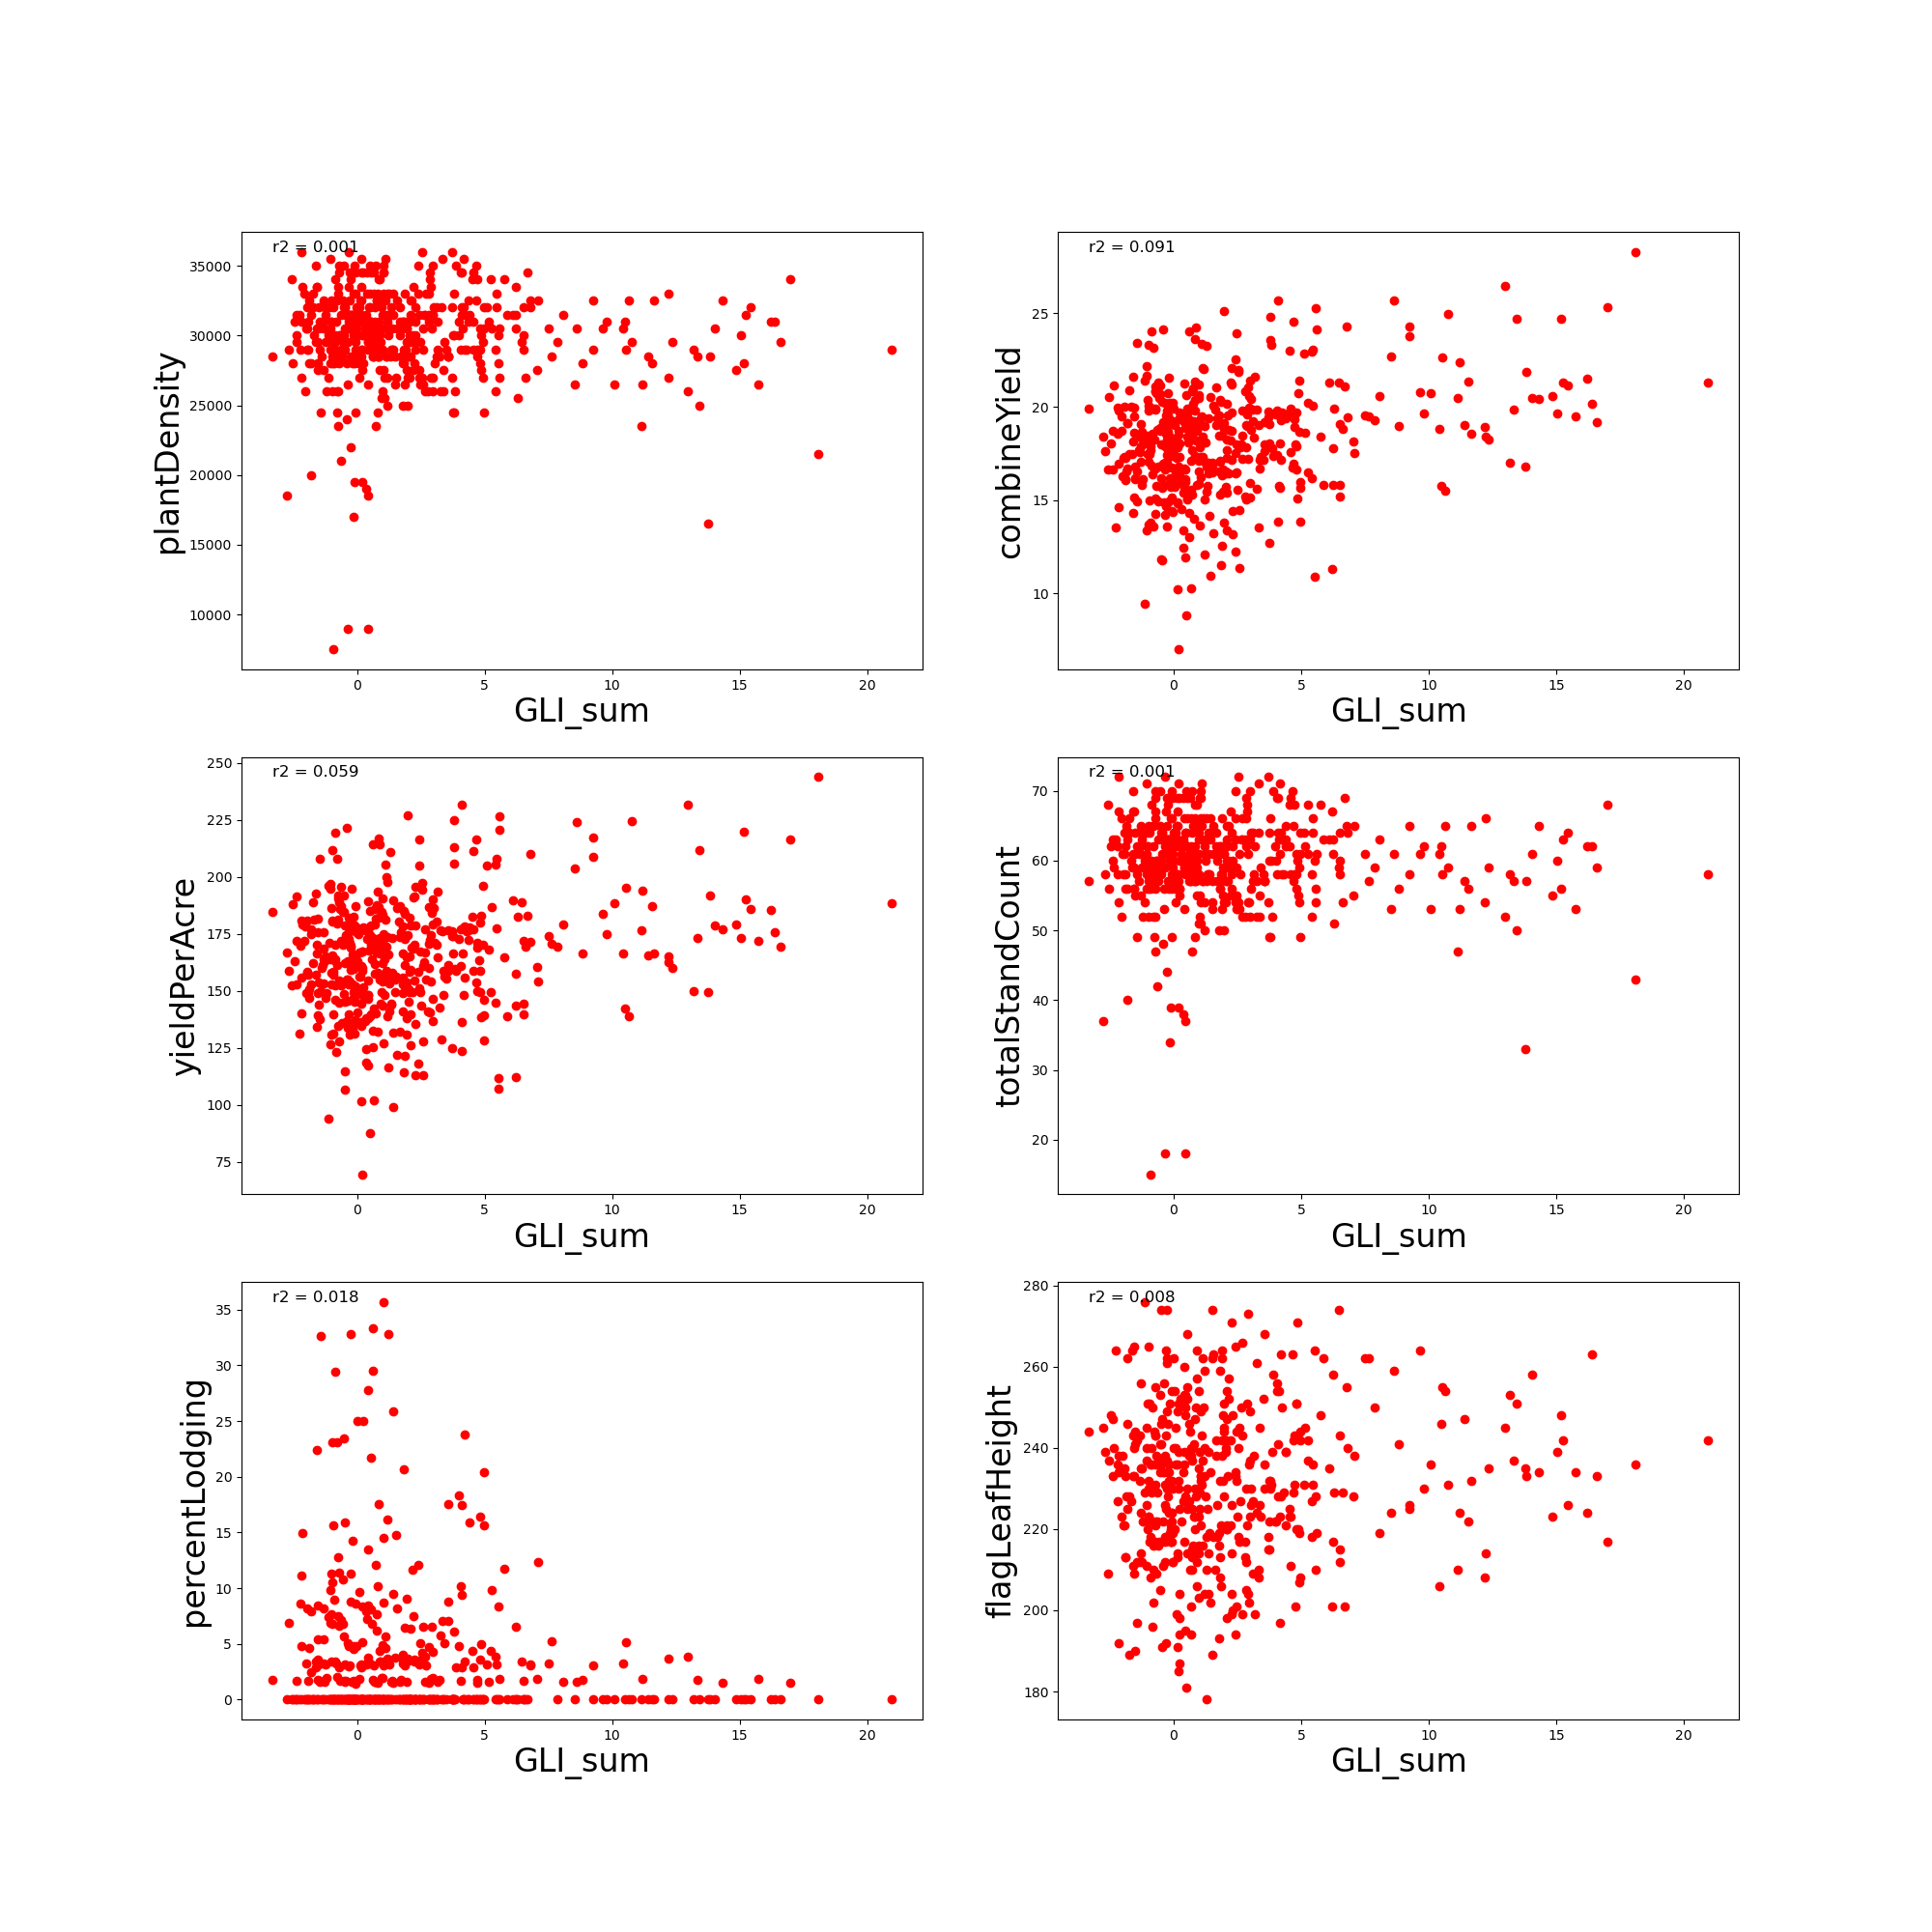 r2 = 0.001
35000
30000
25000
20000
15000
10000
plantDensity
0 5 10 15 20
GLI_sum
r2 = 0.091
25
20
15
10
combineYield
0 5 10 15 20
GLI_sum
r2 = 0.059
250
225
200
175
150
125
100
75
yieldPerAcre
0 5 10 15 20
GLI_sum
r2 = 0.001
70
60
50
40
30
20
totalStandCount
0 5 10 15 20
GLI_sum
r2 = 0.018
35
30
25
20
15
10
5
0
percentLodging
0 5 10 15 20
GLI_sum
r2 = 0.008
280
260
240
220
200
180
flagLeafHeight
0 5 10 15 20
GLI_sum